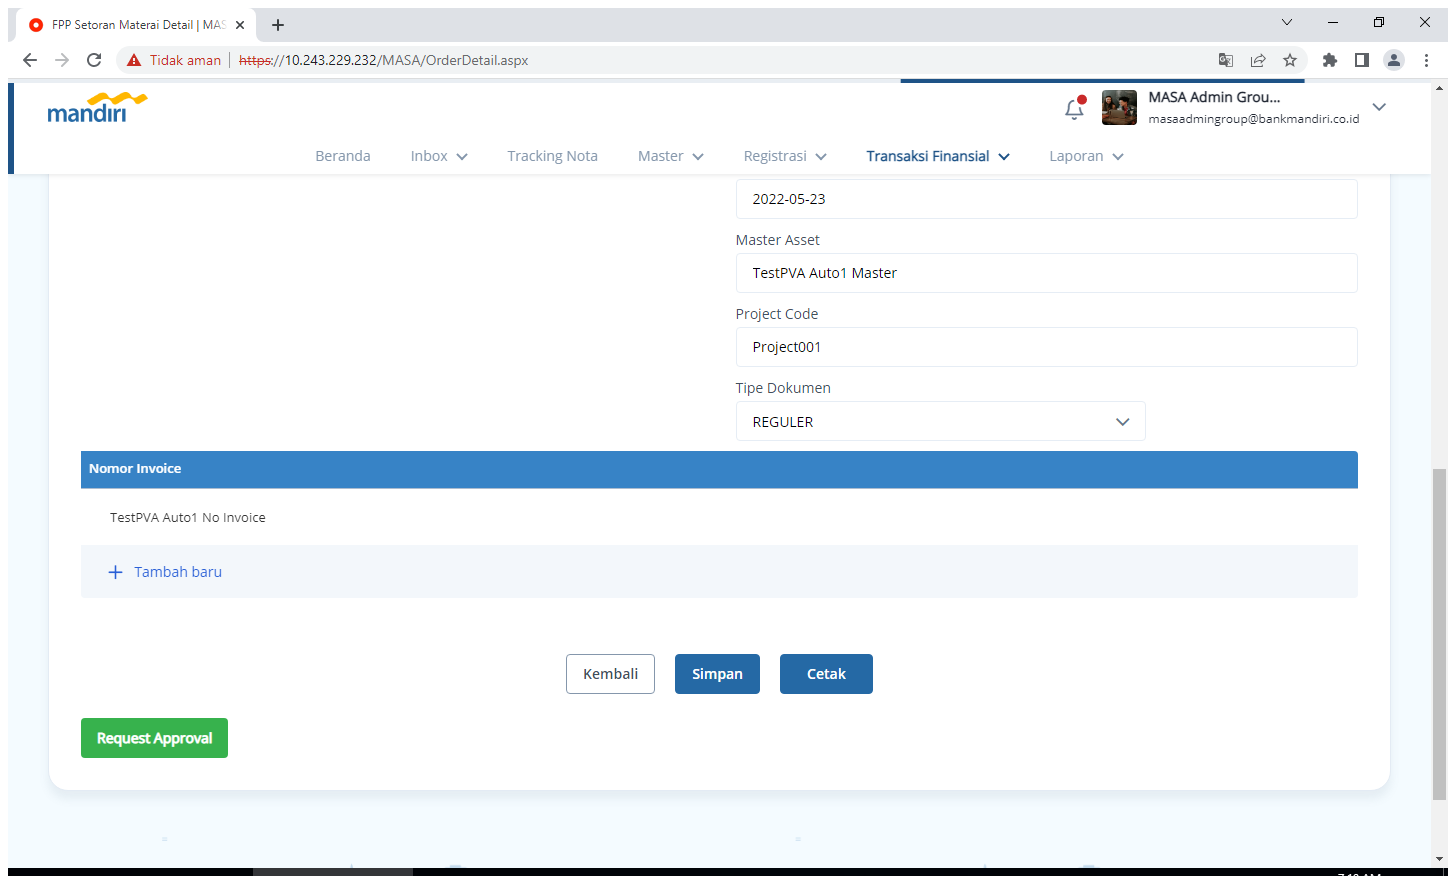 FPP Setoran Materai Detail | MAS
Tidak aman
https://10.243.229.232/MASA/OrderDetail.aspx
mandiri
MASA Admin Grou...
masaadmingroup@bankmandiri.co.id
Beranda
Inbox
Tracking Nota
Master
Registrasi
Transaksi Finansial
Laporan
2022-05-23
Master Asset
TestPVA Auto1 Master
Project Code
Project001
Tipe Dokumen
REGULER
Nomor Invoice
TestPVA Auto1 No Invoice
Tambah baru
Kembali
Simpan
Cetak
Request Approval